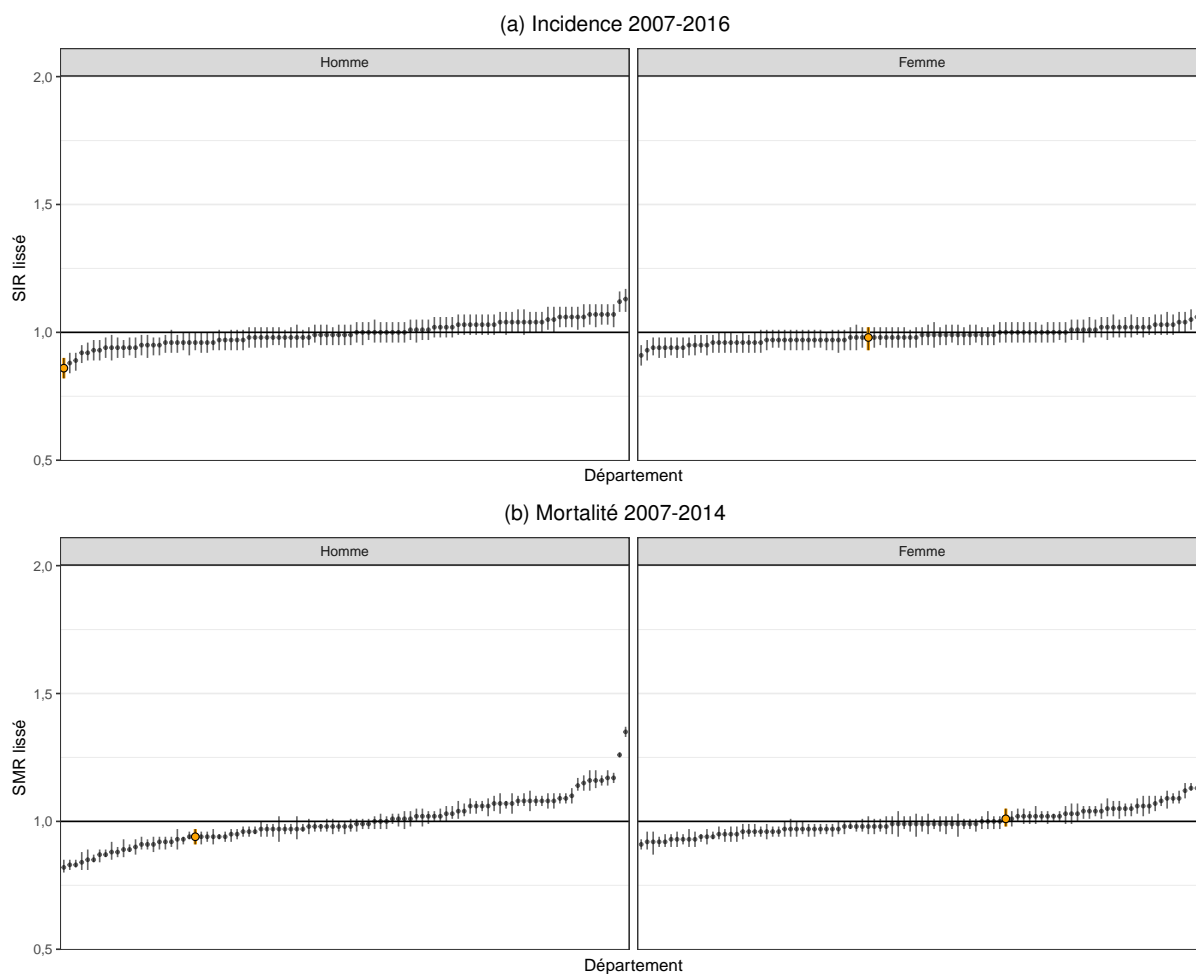 (a) Incidence 2007-2016
Homme
Femme
SIR lissé
2,0
1,5
1,0
0,5
Département
(b) Mortalité 2007-2014
Homme
Femme
SMR lissé
2,0
1,5
1,0
0,5
Département